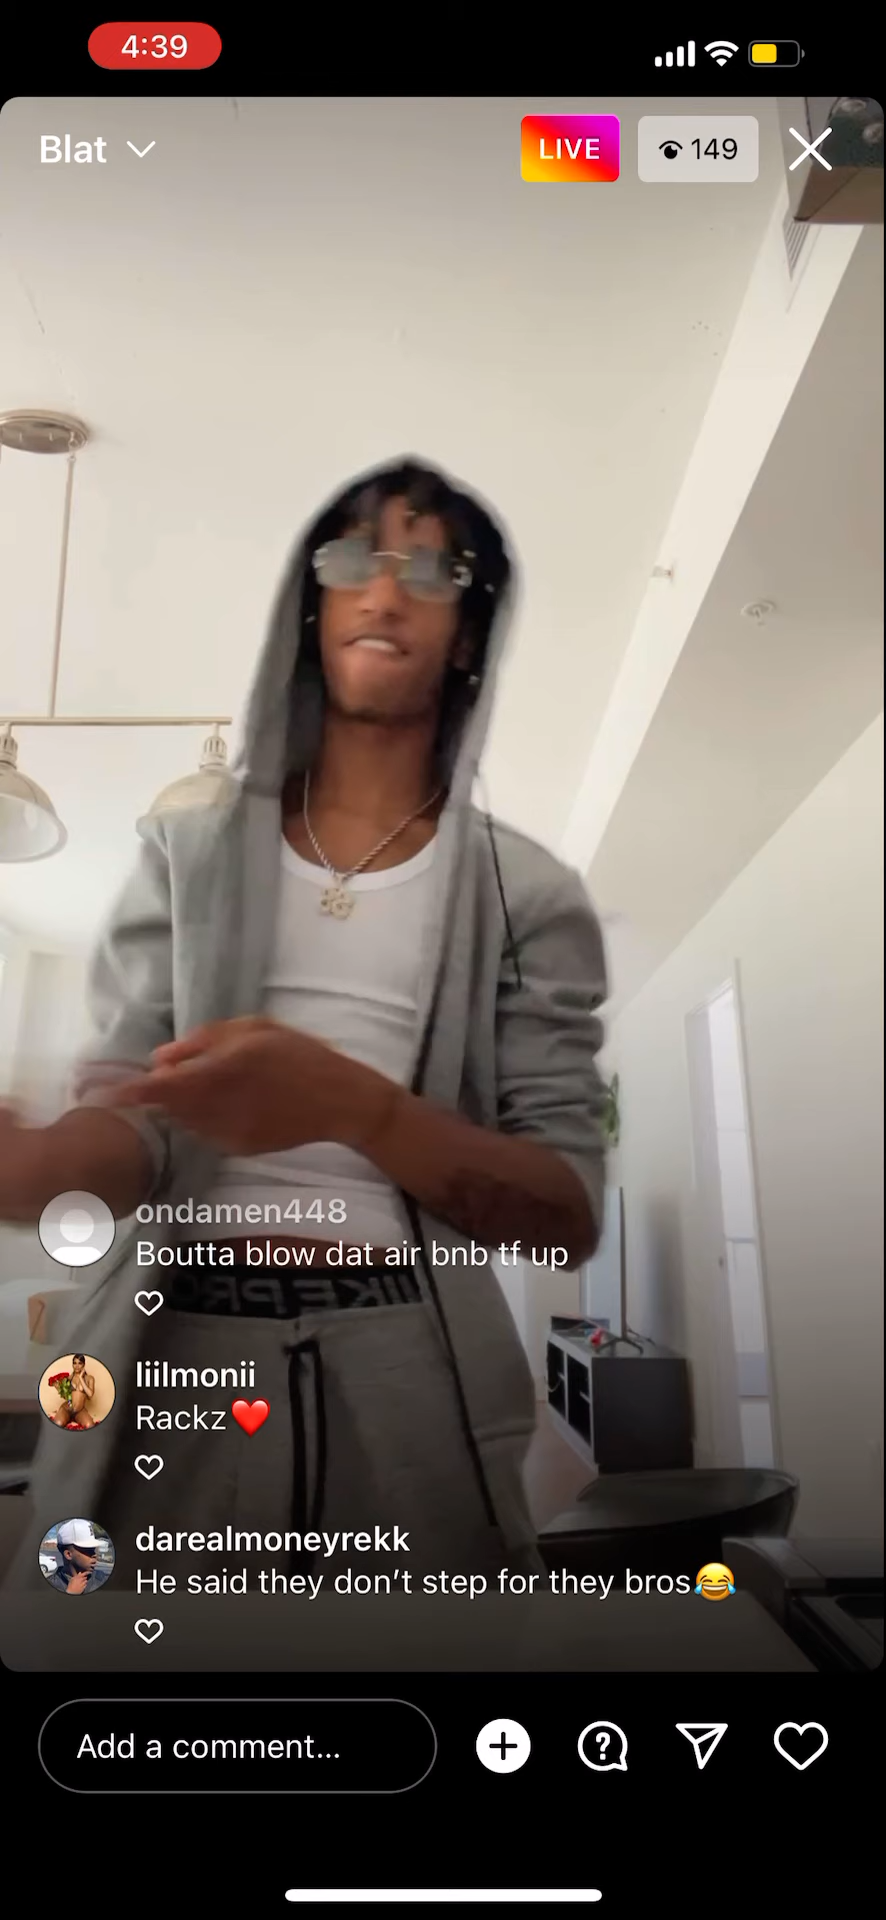 4:39
Blat
LIVE
149
ondamen448
Boutta blow dat air bnb tf up
liilmonii
Rackz❤️
darealmoneyrekk
He said they don’t step for they bros😂
Add a comment...